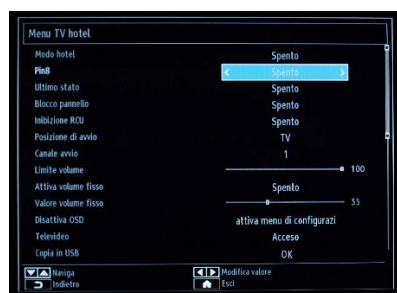 Menu TV hotel
Modo hotel Spento
Pin8 Spento
Ultimo stato Spento
Blocco pannello Spento
Inibizione RCU Spento
Posizione di avvio TV
Canale avvio 1
Limite volume 100
Attiva volume fisso Spento
Valore volume fisso 35
Disattiva OSD attiva menu di configurazi
Televideo Acceso
Copia in USB OK
Naviga Modifica valore
Indietro Esci